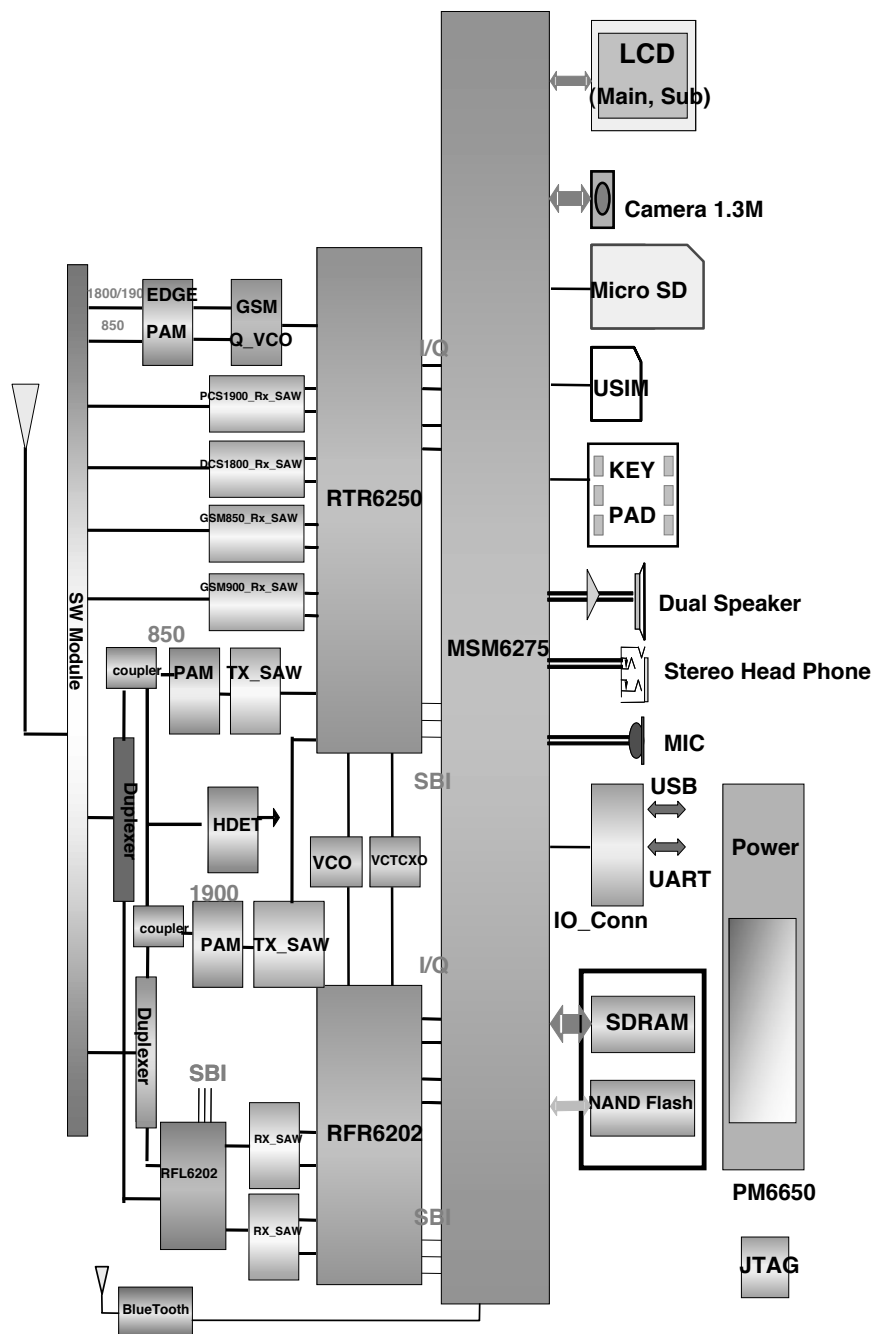 LCD
(Main, Sub)
Camera 1.3M
Micro SD
1800/190
EDGE
PAM
850
GSM
Q_VCO
I/Q
PCS1900_Rx_SAW
USIM
DCS1800_Rx_SAW
RTR6250
KEY
PAD
GSM850_Rx_SAW
GSM900_Rx_SAW
SW Module
Dual Speaker
850
coupler
PAM
TX_SAW
MSM6275
Stereo Head Phone
MIC
SBI
USB
Duplexer
HDET
VCO
VCTCXO
Power
UART
1900
coupler
PAM
TX_SAW
IO_Conn
I/Q
Duplexer
SDRAM
SBI
NAND Flash
RX_SAW
RFR6202
RFL6202
PM6650
SBI
RX_SAW
JTAG
BlueTooth